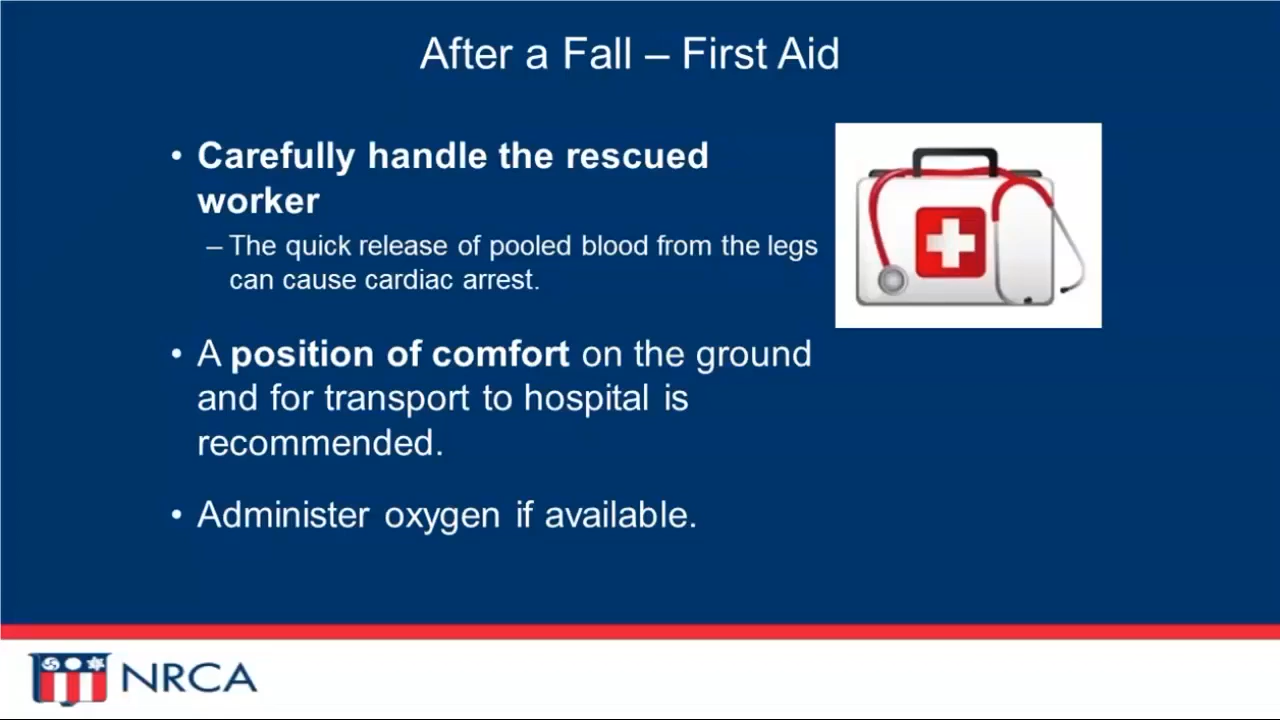 After a Fall – First Aid
• Carefully handle the rescued
worker
– The quick release of pooled blood from the legs
can cause cardiac arrest.
• A position of comfort on the ground
and for transport to hospital is
recommended.
• Administer oxygen if available.
NRCA